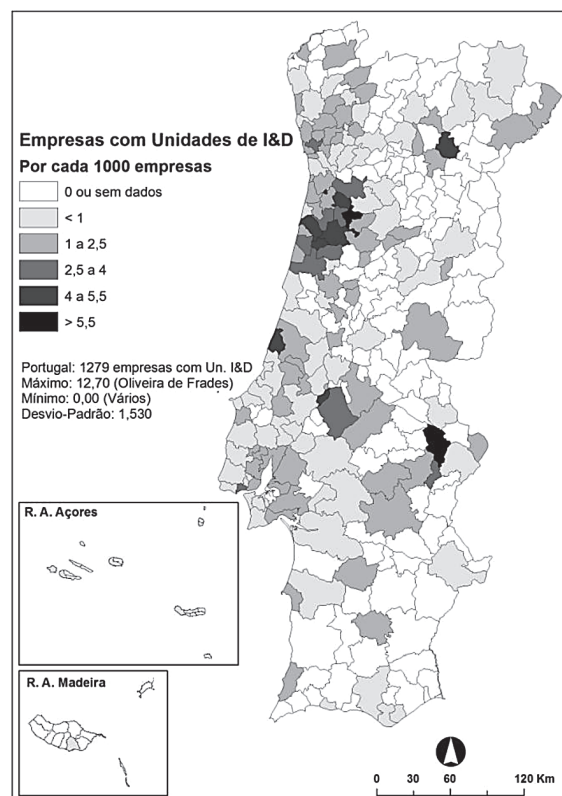 Empresas com Unidades de I&D
Por cada 1000 empresas
0 ou sem dados
< 1
1 a 2,5
2,5 a 4
4 a 5,5
> 5,5
Portugal: 1279 empresas com Un. I&D
Máximo: 12,70 (Oliveira de Frades)
Mínimo: 0,00 (Vários)
Desvio-Padrão: 1,530
R. A. Açores
R. A. Madeira
0 30 60 120 Km